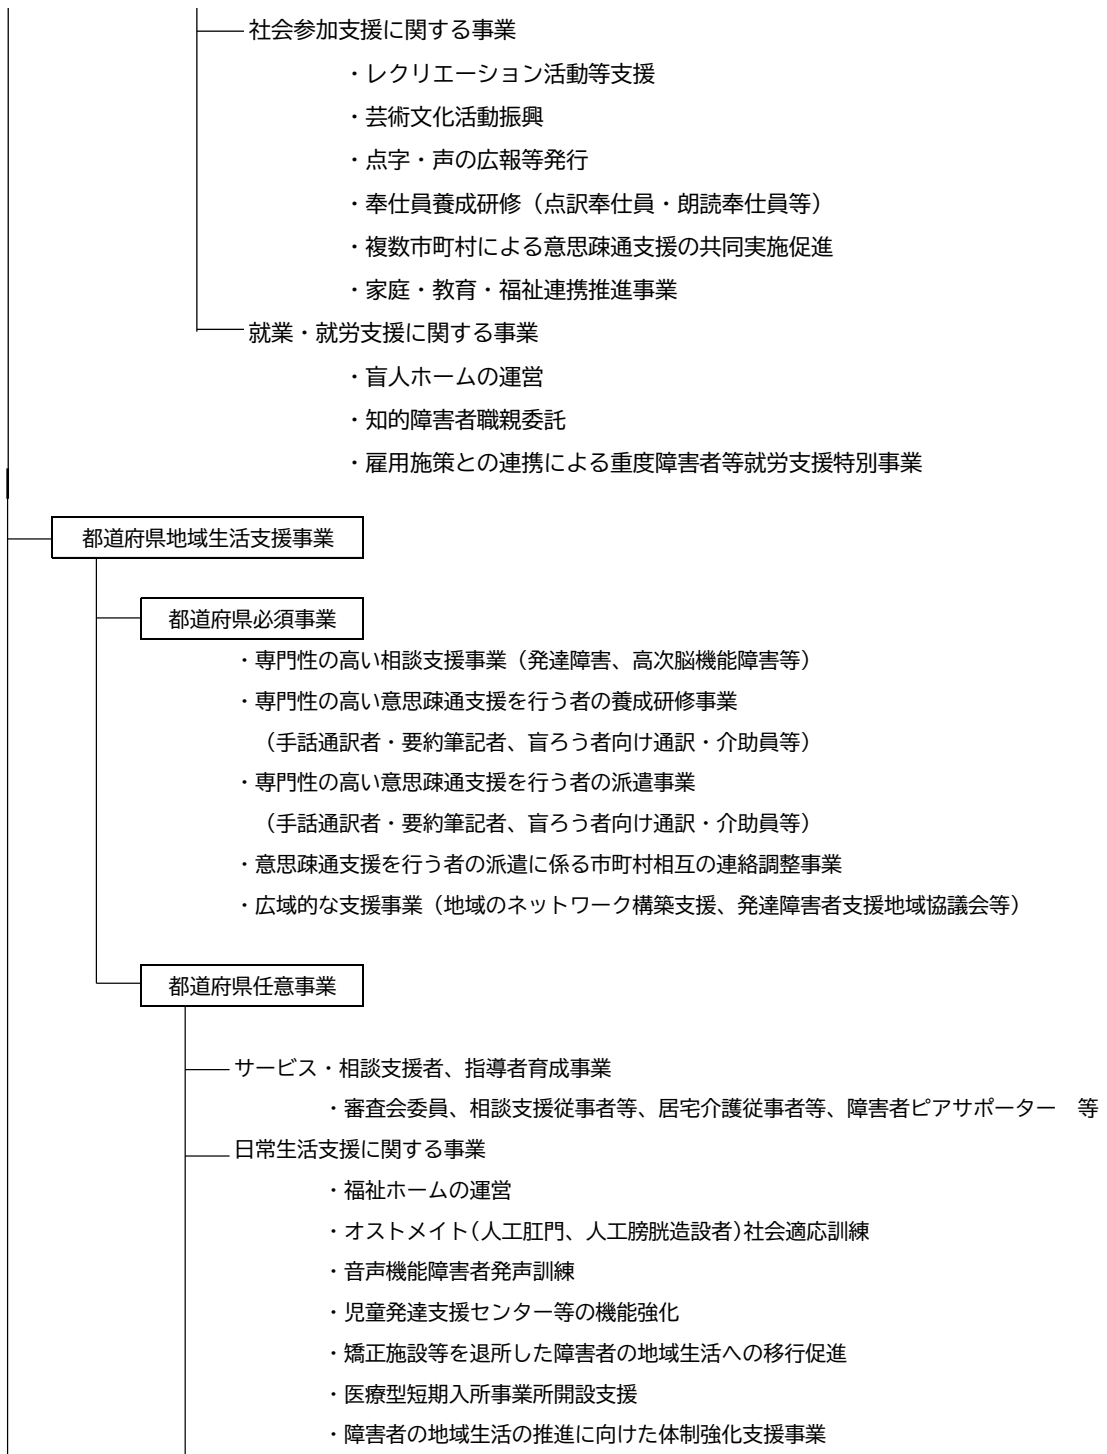 社会参加支援に関する事業
・レクリエーション活動等支援
・芸術文化活動振興
・点字・声の広報等発行
・奉仕員養成研修（点訳奉仕員・朗読奉仕員等）
・複数市町村による意思疎通支援の共同実施促進
・家庭・教育・福祉連携推進事業
就業・就労支援に関する事業
・盲人ホームの運営
・知的障害者職親委託
・雇用施策との連携による重度障害者等就労支援特別事業
都道府県地域生活支援事業
都道府県必須事業
・専門性の高い相談支援事業（発達障害、高次脳機能障害等）
・専門性の高い意思疎通支援を行う者の養成研修事業
（手話通訳者・要約筆記者、盲ろう者向け通訳・介助員等）
・専門性の高い意思疎通支援を行う者の派遣事業
（手話通訳者・要約筆記者、盲ろう者向け通訳・介助員等）
・意思疎通支援を行う者の派遣に係る市町村相互の連絡調整事業
・広域的な支援事業（地域のネットワーク構築支援、発達障害者支援地域協議会等）
都道府県任意事業
サービス・相談支援者、指導者育成事業
・審査会委員、相談支援従事者等、居宅介護従事者等、障害者ピアサポーター　等
日常生活支援に関する事業
・福祉ホームの運営
・オストメイト(人工肛門、人工膀胱造設者)社会適応訓練
・音声機能障害者発声訓練
・児童発達支援センター等の機能強化
・矯正施設等を退所した障害者の地域生活への移行促進
・医療型短期入所事業所開設支援
・障害者の地域生活の推進に向けた体制強化支援事業